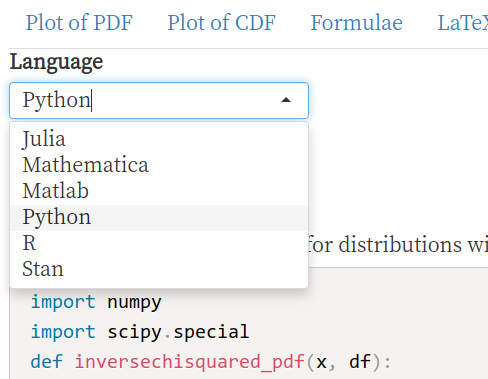 Plot of PDF Plot of CDF Formulae LaTeX
Language
Python
Julia
Mathematica
Matlab
Python
R
Stan
for distributions wi
import numpy
import scipy.special
def inversechisquared_pdf(x, df):